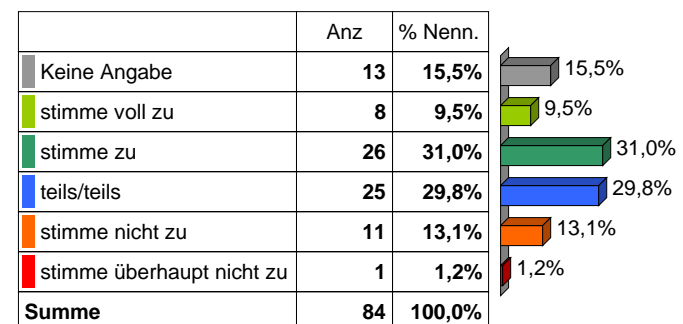 Anz % Nenn.
Keine Angabe 13 15,5% 15,5%
stimme voll zu 8 9,5% 9,5%
stimme zu 26 31,0% 31,0%
teils/teils 25 29,8% 29,8%
stimme nicht zu 11 13,1% 13,1%
stimme überhaupt nicht zu 1 1,2% 1,2%
Summe 84 100,0%